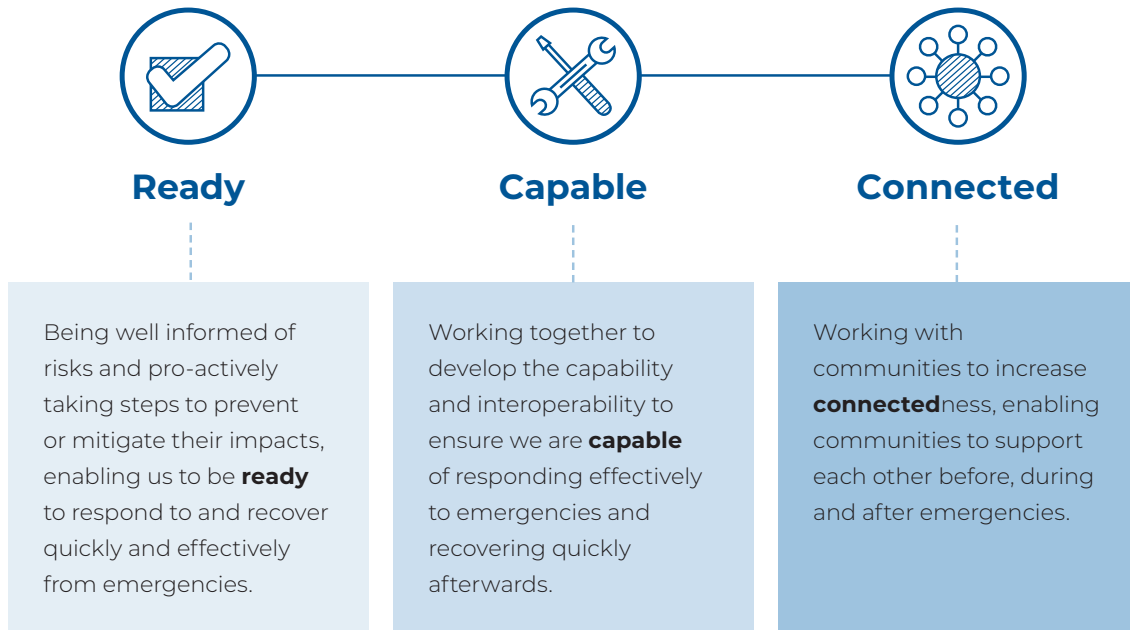 Ready
Capable
Connected
Being well informed of
risks and pro-actively
taking steps to prevent
or mitigate their impacts,
enabling us to be ready
to respond to and recover
quickly and effectively
from emergencies.
Working together to
develop the capability
and interoperability to
ensure we are capable
of responding effectively
to emergencies and
recovering quickly
afterwards.
Working with
communities to increase
connectedness, enabling
communities to support
each other before, during
and after emergencies.